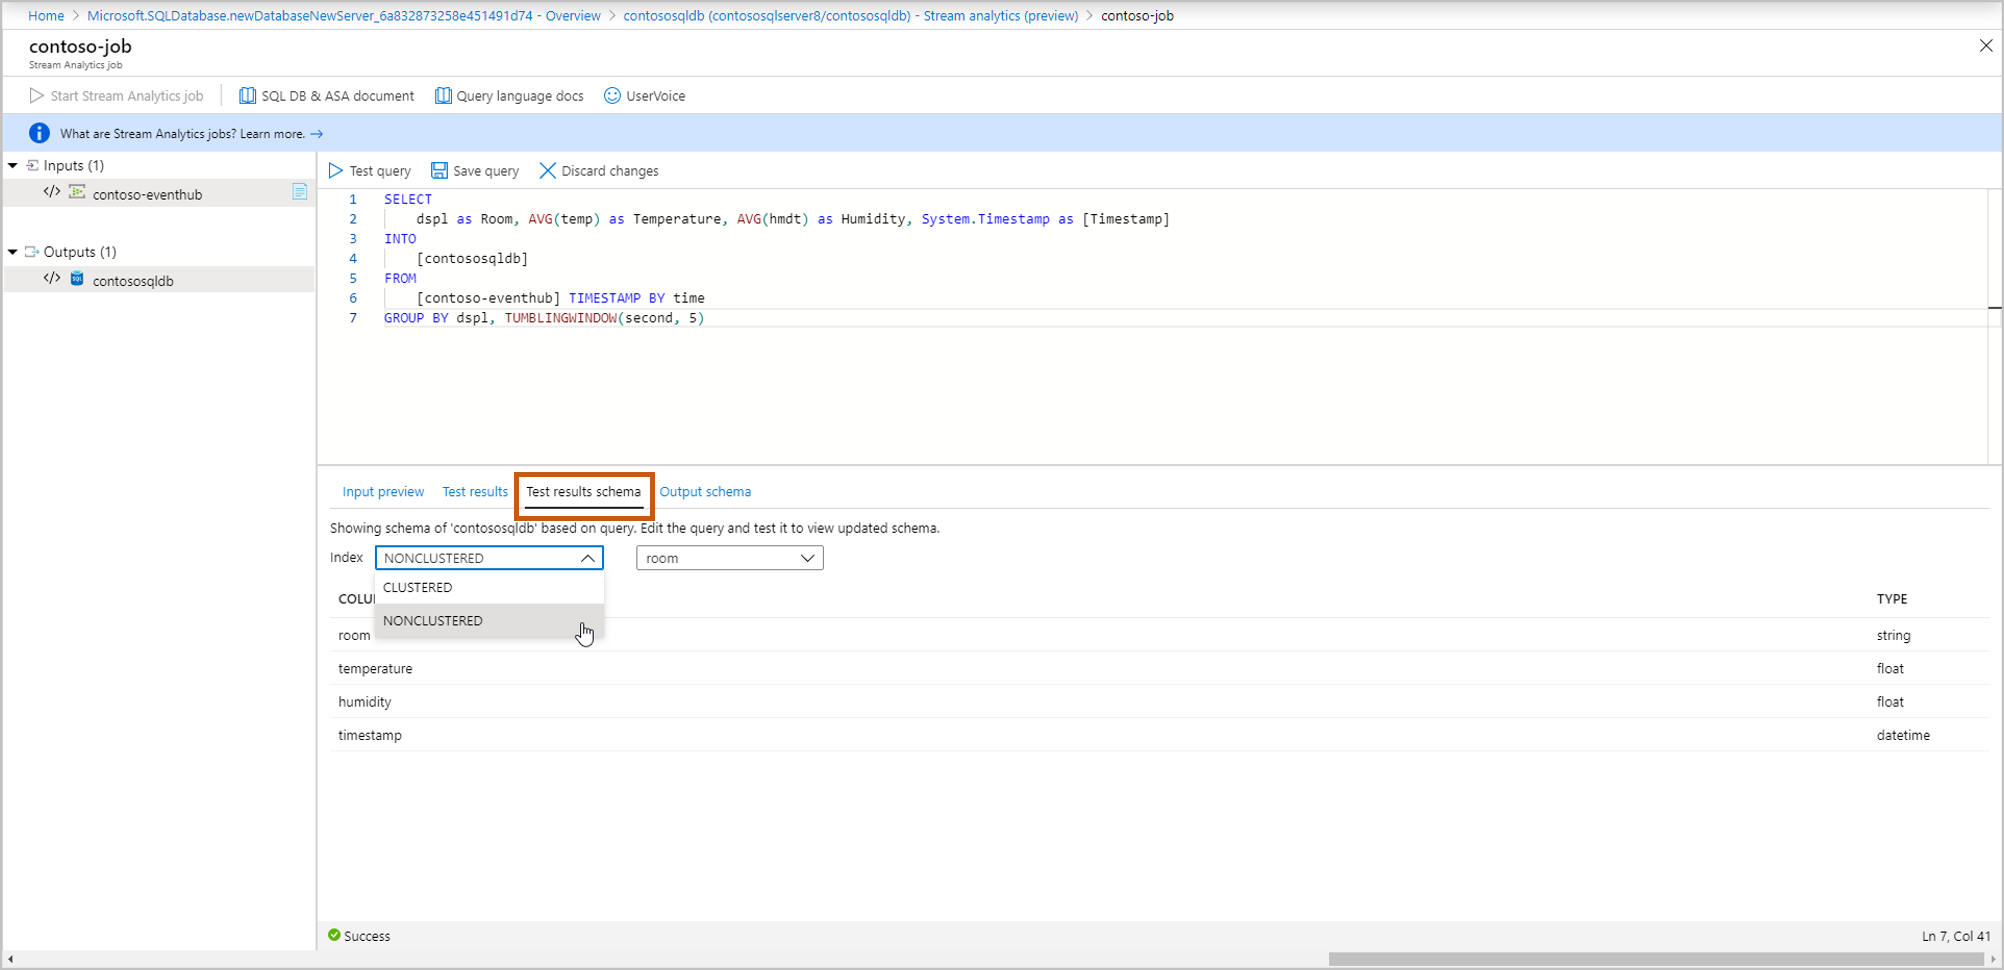 Home > Microsoft.SQLDatabase.newDatabaseNewServer_6a832873258e451491d74 - Overview > contososqldb (contososqlserver8/contososqldb) - Stream analytics (preview) > contoso-job
contoso-job
Stream Analytics job
Start Stream Analytics job SQL DB & ASA document Query language docs UserVoice
What are Stream Analytics jobs? Learn more. →
Inputs (1)
</> contoso-eventhub
Outputs (1)
</> SQL contososqldb
Test query Save query Discard changes
1 SELECT
2 dspl as Room, AVG(temp) as Temperature, AVG(hmdt) as Humidity, System.Timestamp as [Timestamp]
3 INTO
4 [contososqldb]
5 FROM
6 [contoso-eventhub] TIMESTAMP BY time
7 GROUP BY dspl, TUMBLINGWINDOW(second, 5)
Input preview Test results Test results schema Output schema
Showing schema of 'contososqldb' based on query. Edit the query and test it to view updated schema.
Index NONCLUSTERED room
CLUSTERED
COLU TYPE
NONCLUSTERED
room string
temperature float
humidity float
timestamp datetime
Success Ln 7, Col 41